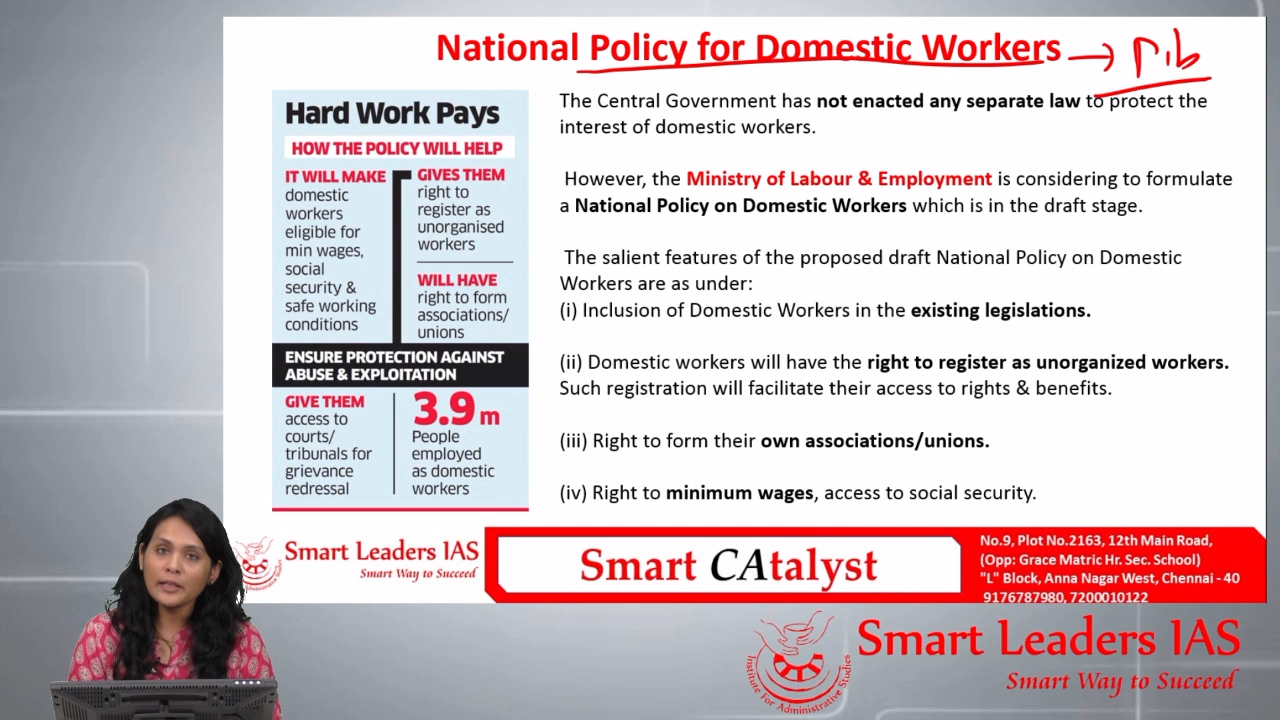 National Policy for Domestic Workers → Pib
Hard Work Pays
HOW THE POLICY WILL HELP
IT WILL MAKE
domestic
workers
eligible for
min wages,
social
security &
safe working
conditions
GIVES THEM
right to
register as
unorganised
workers
WILL HAVE
right to form
associations/
unions
ENSURE PROTECTION AGAINST
ABUSE & EXPLOITATION
GIVE THEM
access to
courts/
tribunals for
grievance
redressal
3.9 m
People
employed
as domestic
workers
The Central Government has not enacted any separate law to protect the
interest of domestic workers.
However, the Ministry of Labour & Employment is considering to formulate
a National Policy on Domestic Workers which is in the draft stage.
The salient features of the proposed draft National Policy on Domestic
Workers are as under:
(i) Inclusion of Domestic Workers in the existing legislations.
(ii) Domestic workers will have the right to register as unorganized workers.
Such registration will facilitate their access to rights & benefits.
(iii) Right to form their own associations/unions.
(iv) Right to minimum wages, access to social security.
Smart Leaders IAS
Smart Way to Succeed
Smart CAtalyst
No.9, Plot No.2163, 12th Main Road,
(Opp: Grace Matric Hr. Sec. School)
"L" Block, Anna Nagar West, Chennai - 40
9176787980, 7200010122
Institute For Administrative Studies
Smart Leaders IAS
Smart Way to Succeed